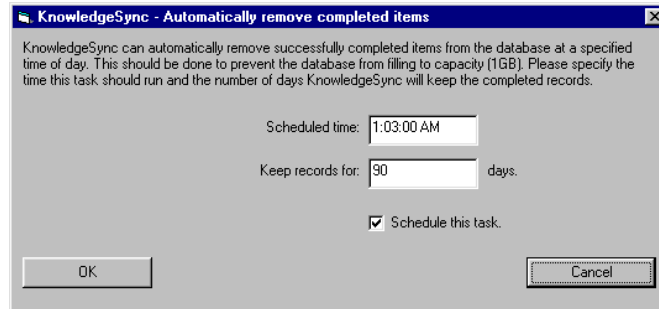 KnowledgeSync - Automatically remove completed items
KnowledgeSync can automatically remove successfully completed items from the database at a specified
time of day. This should be done to prevent the database from filling to capacity (1GB). Please specify the
time this task should run and the number of days KnowledgeSync will keep the completed records.
Scheduled time: 1:03:00 AM
Keep records for: 90 days.
Schedule this task.
OK Cancel